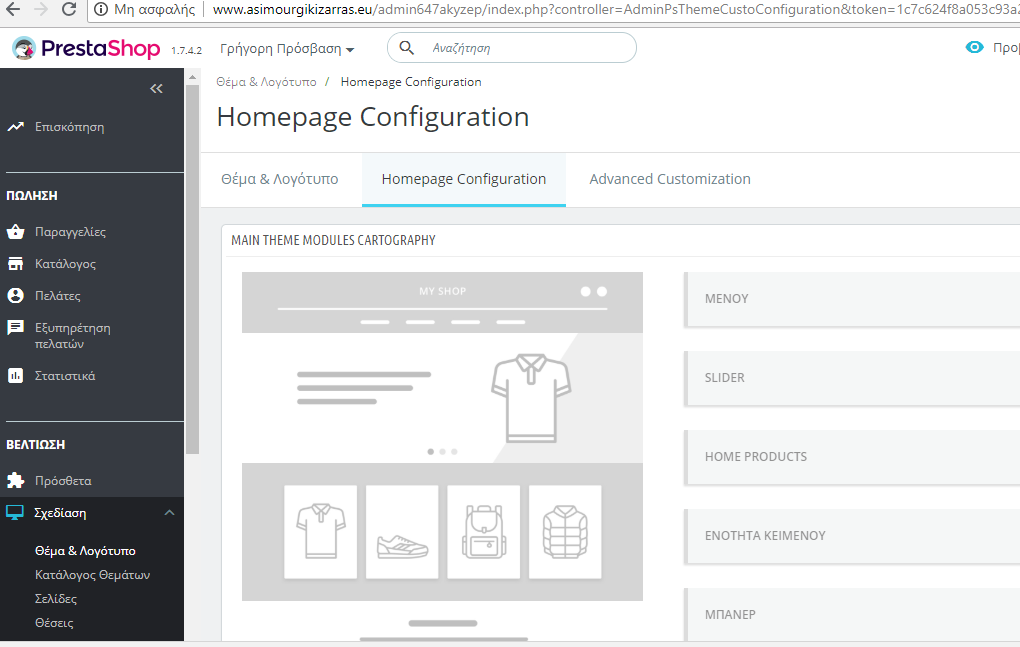 Μη ασφαλής www.asimourgikizarras.eu/admin647akyzep/index.php?controller=AdminPsThemeCustoConfiguration&token=1c7c624f8a053c93a2
PrestaShop 1.7.4.2 Γρήγορη Πρόσβαση Αναζήτηση Προβ
Θέμα & Λογότυπο / Homepage Configuration
Homepage Configuration
Θέμα & Λογότυπο Homepage Configuration Advanced Customization
Επισκόπηση
ΠΩΛΗΣΗ
Παραγγελίες
Κατάλογος
Πελάτες
Εξυπηρέτηση
πελατών
Στατιστικά
ΒΕΛΤΙΩΣΗ
Πρόσθετα
Σχεδίαση
Θέμα & Λογότυπο
Κατάλογος Θεμάτων
Σελίδες
Θέσεις
MAIN THEME MODULES CARTOGRAPHY
MY SHOP
ΜΕΝΟΥ
SLIDER
HOME PRODUCTS
ΕΝΟΤΗΤΑ ΚΕΙΜΕΝΟΥ
ΜΠΑΝΕΡ